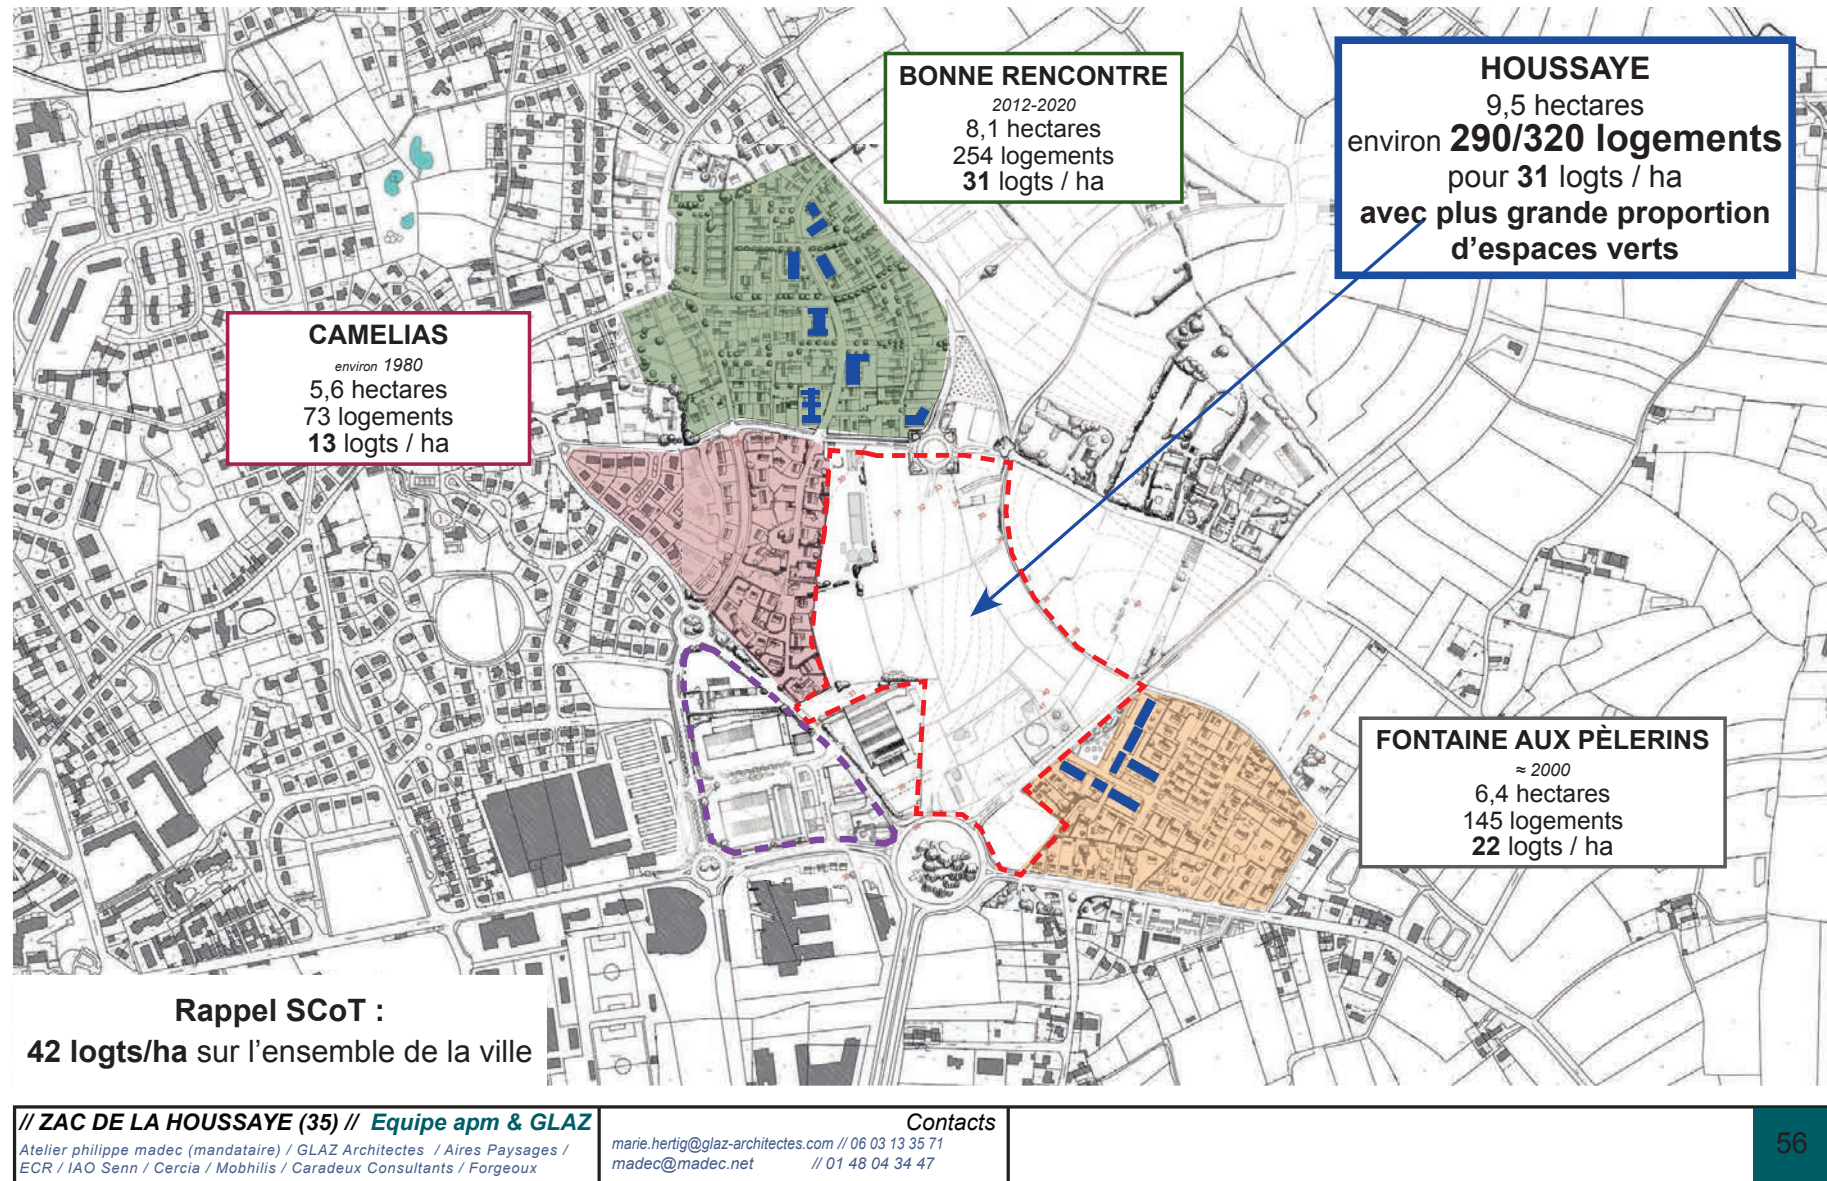 BONNE RENCONTRE
2012-2020
8,1 hectares
254 logements
31 logts / ha
HOUSSAYE
9,5 hectares
environ 290/320 logements
pour 31 logts / ha
avec plus grande proportion
d'espaces verts
CAMELIAS
environ 1980
5,6 hectares
73 logements
13 logts / ha
FONTAINE AUX PÈLERINS
≈ 2000
6,4 hectares
145 logements
22 logts / ha
Rappel SCoT :
42 logts/ha sur l'ensemble de la ville
// ZAC DE LA HOUSSAYE (35) // Equipe apm & GLAZ
Atelier philippe madec (mandataire) / GLAZ Architectes / Aires Paysages /
ECR / IAO Senn / Cercia / Mobhilis / Caradeux Consultants / Forgeoux
Contacts
marie.hertig@glaz-architectes.com // 06 03 13 35 71
madec@madec.net // 01 48 04 34 47
56